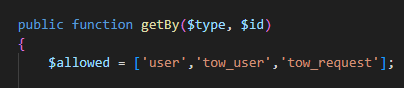 public function getBy($type, $id)
{
$allowed = ['user','tow_user','tow_request'];